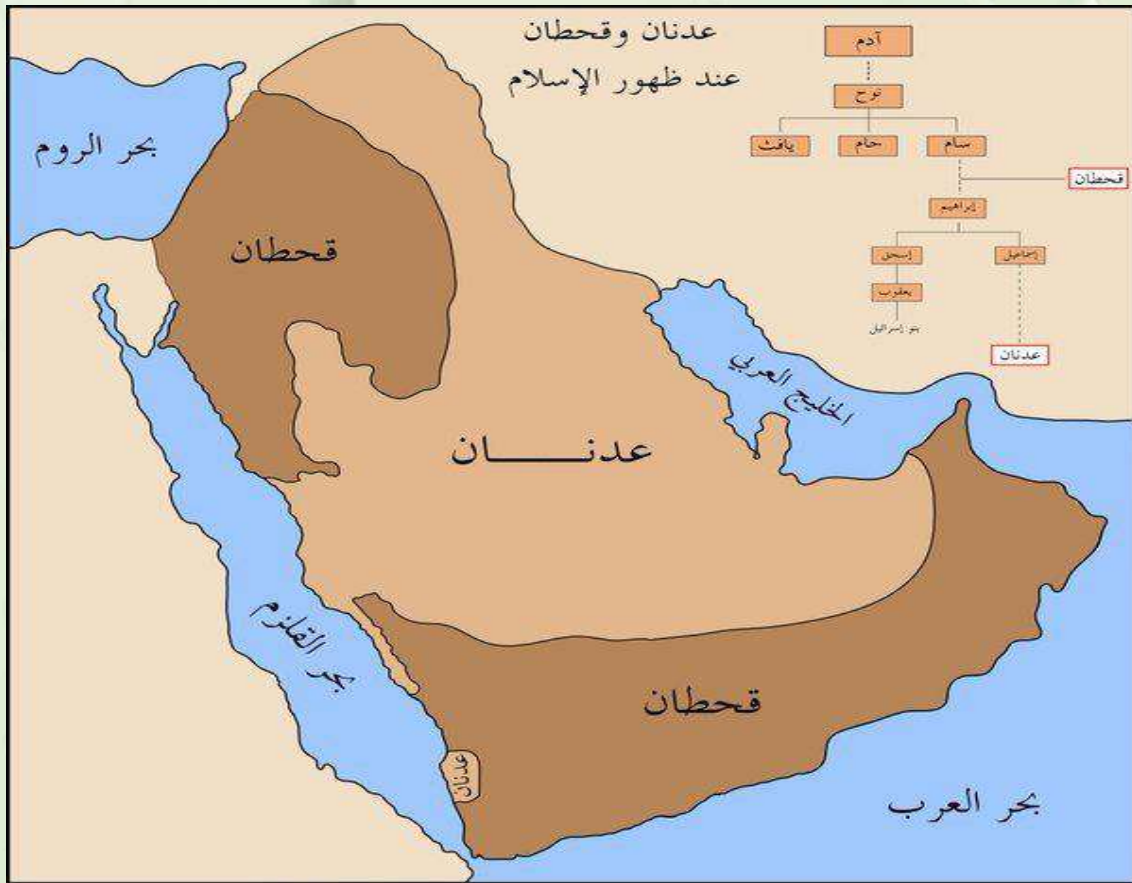 عدنان وقحطان
عند ظهور الإسلام
آدم
نوح
سام
حام
يافث
قحطان
إبراهيم
إسماعيل
إسحق
يعقوب
بنو إسرائيل
عدنان
بحر الروم
قحطان
الخليج العربي
عدنــــان
بحر القلزم
قحطان
عدنان
بحر العرب